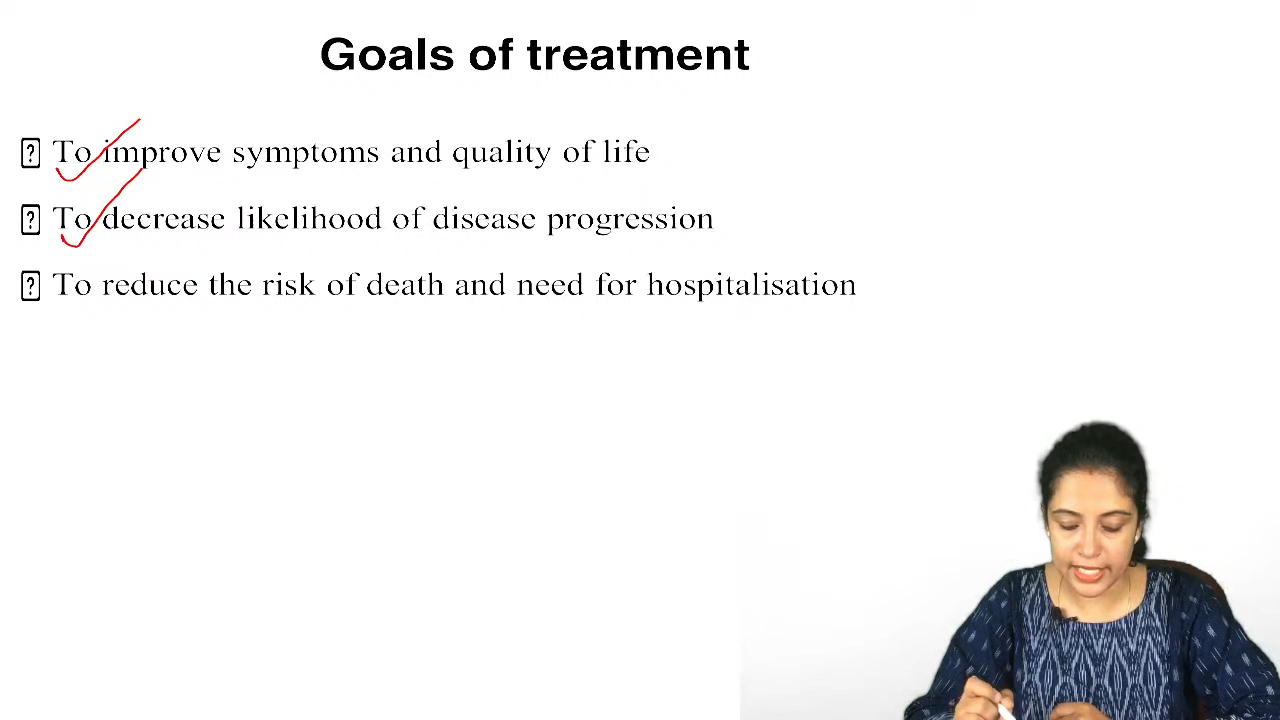 Goals of treatment
To improve symptoms and quality of life
To decrease likelihood of disease progression
To reduce the risk of death and need for hospitalisation